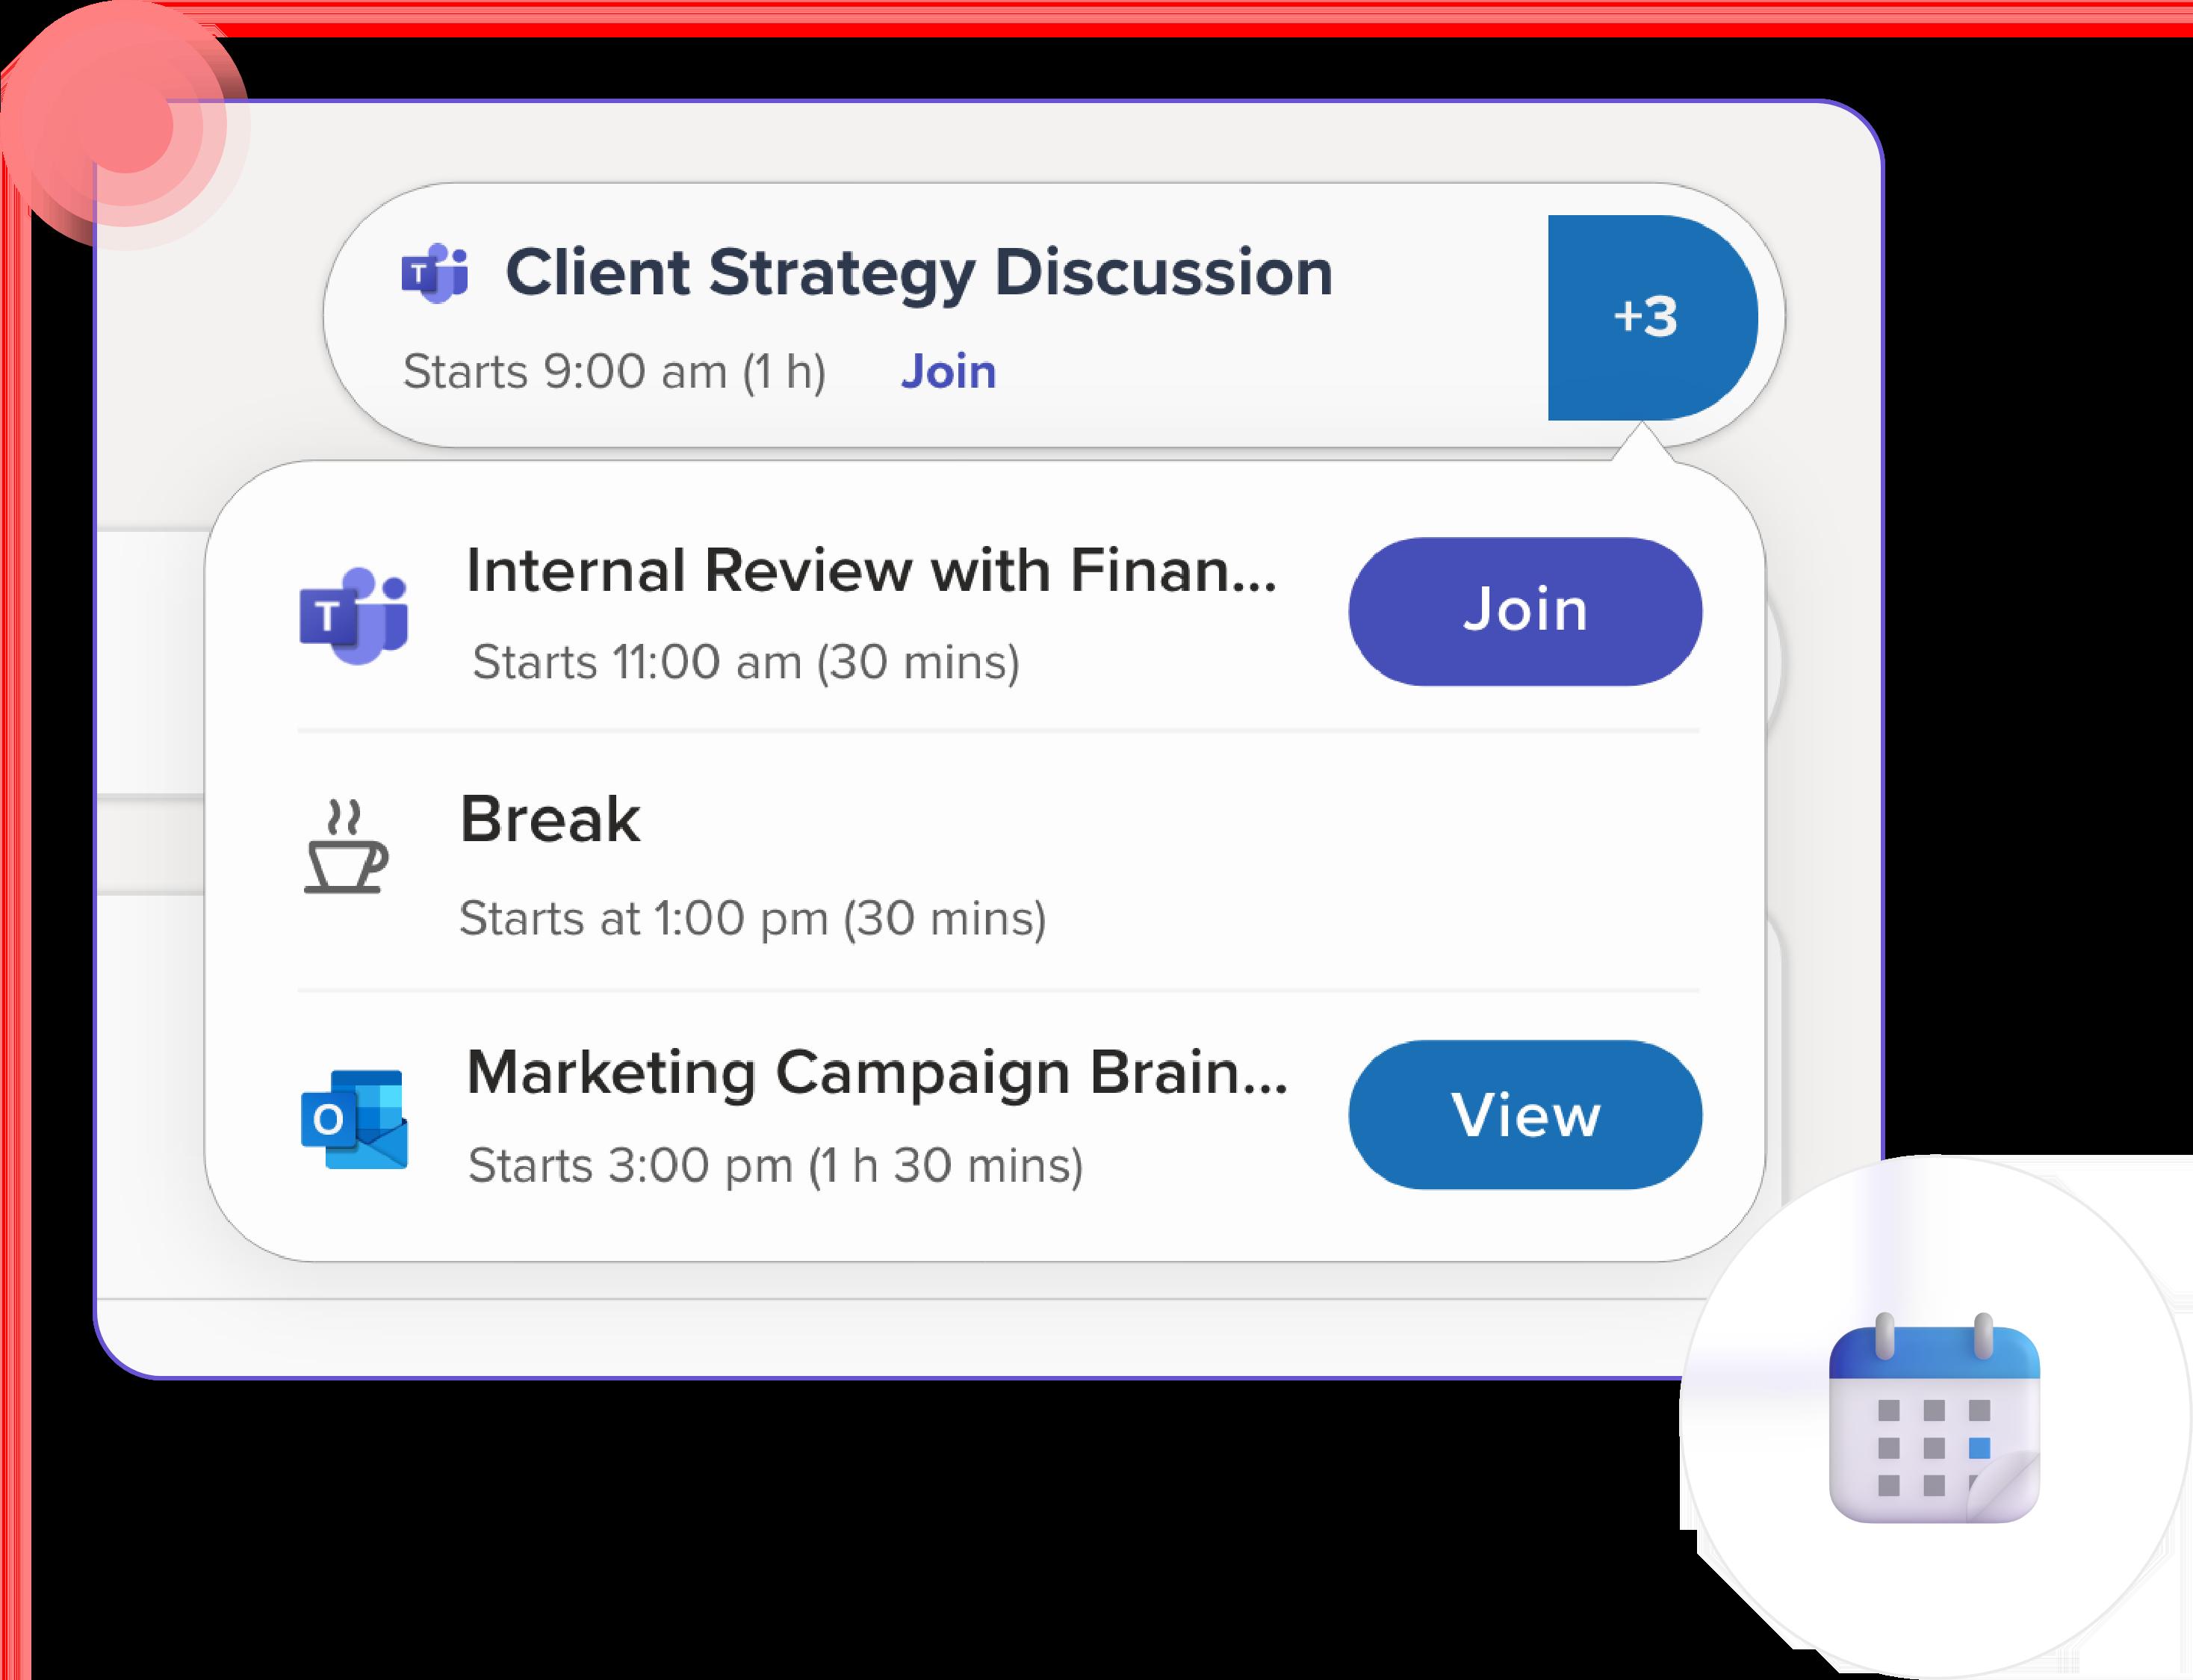 T Client Strategy Discussion
Starts 9:00 am (1 h) Join
+3
T Internal Review with Finan...
Starts 11:00 am (30 mins)
Join
Break
Starts at 1:00 pm (30 mins)
O Marketing Campaign Brain...
Starts 3:00 pm (1 h 30 mins)
View